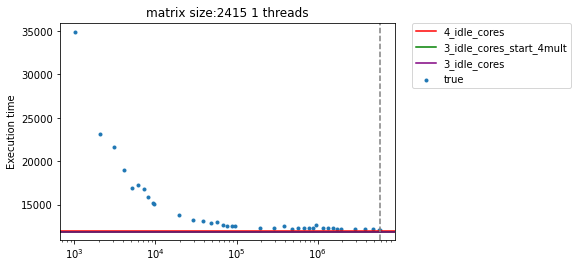 matrix size:2415 1 threads
Execution time
35000
30000
25000
20000
15000
10³
10⁴
10⁵
10⁶
4_idle_cores
3_idle_cores_start_4mult
3_idle_cores
true